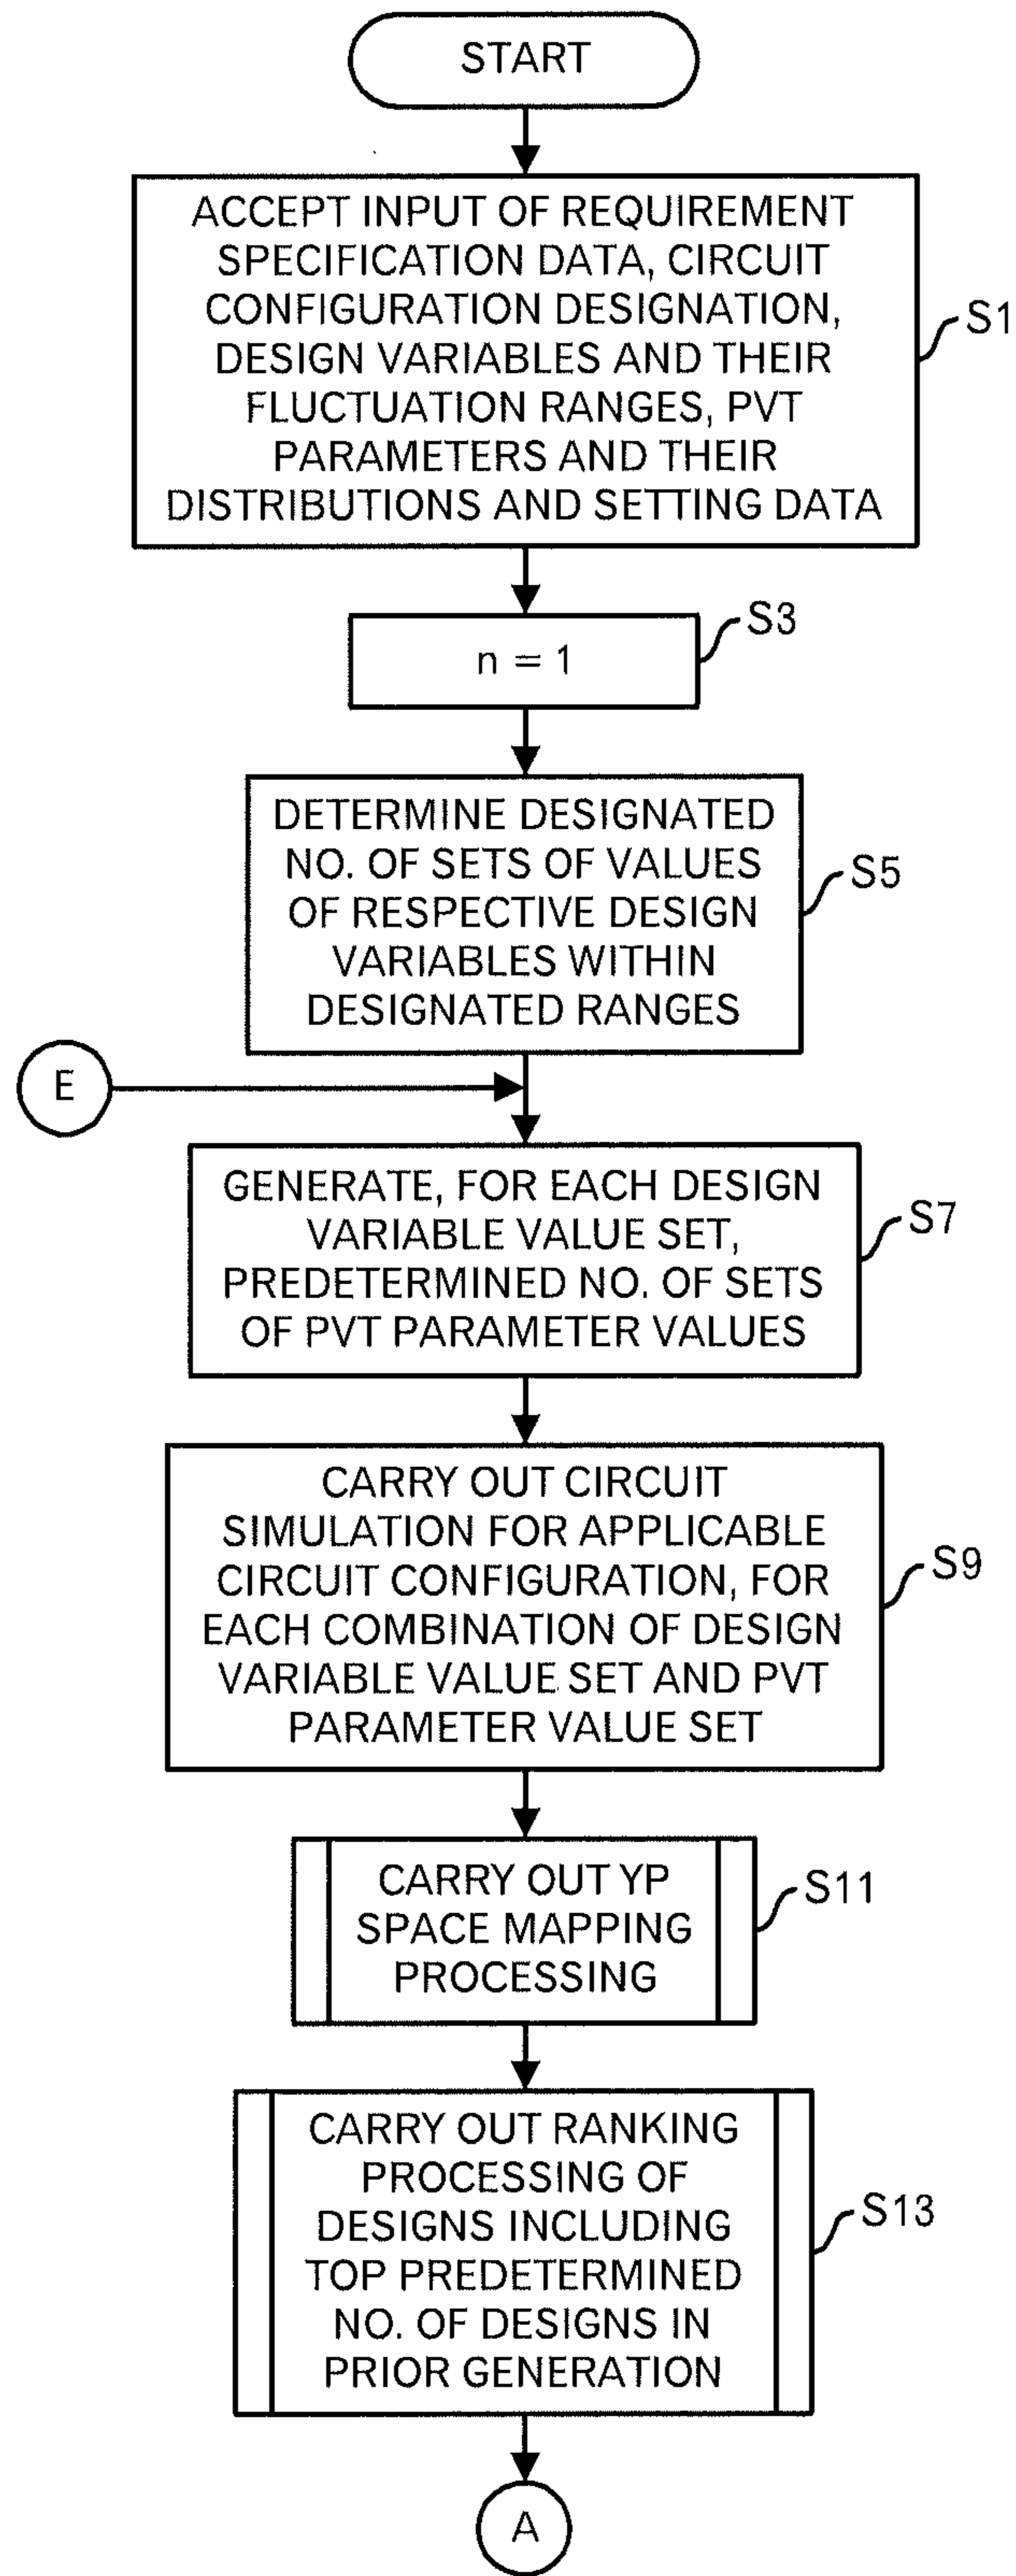 START
ACCEPT INPUT OF REQUIREMENT
SPECIFICATION DATA, CIRCUIT
CONFIGURATION DESIGNATION,
DESIGN VARIABLES AND THEIR
FLUCTUATION RANGES, PVT
PARAMETERS AND THEIR
DISTRIBUTIONS AND SETTING DATA
S1
n = 1
S3
DETERMINE DESIGNATED
NO. OF SETS OF VALUES
OF RESPECTIVE DESIGN
VARIABLES WITHIN
DESIGNATED RANGES
S5
E
GENERATE, FOR EACH DESIGN
VARIABLE VALUE SET,
PREDETERMINED NO. OF SETS
OF PVT PARAMETER VALUES
S7
CARRY OUT CIRCUIT
SIMULATION FOR APPLICABLE
CIRCUIT CONFIGURATION, FOR
EACH COMBINATION OF DESIGN
VARIABLE VALUE SET AND PVT
PARAMETER VALUE SET
S9
CARRY OUT YP
SPACE MAPPING
PROCESSING
S11
CARRY OUT RANKING
PROCESSING OF
DESIGNS INCLUDING
TOP PREDETERMINED
NO. OF DESIGNS IN
PRIOR GENERATION
S13
A